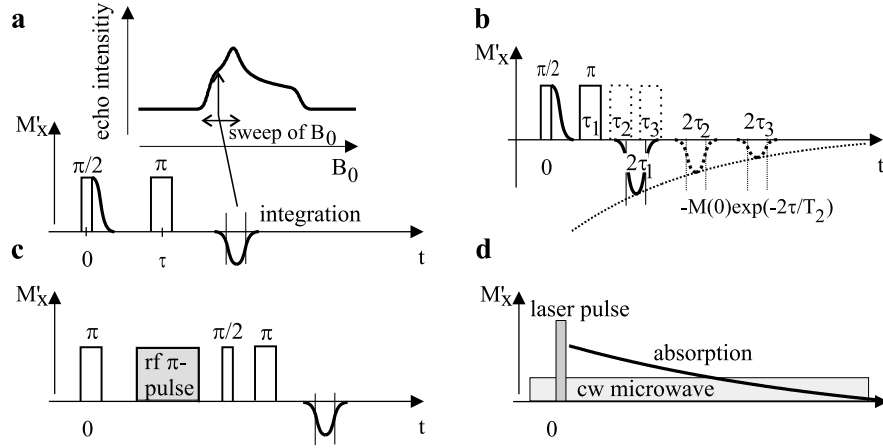 a
echo intensitiy
sweep of B0
B0
M'x
π/2
π
integration
0
τ
t
b
M'x
π/2
π
τ1
τ2
τ3
2τ1
2τ2
2τ3
0
-M(0)exp(-2τ/T2)
t
c
M'x
π
rf π-
pulse
π/2
π
0
t
d
M'x
laser pulse
absorption
cw microwave
0
t